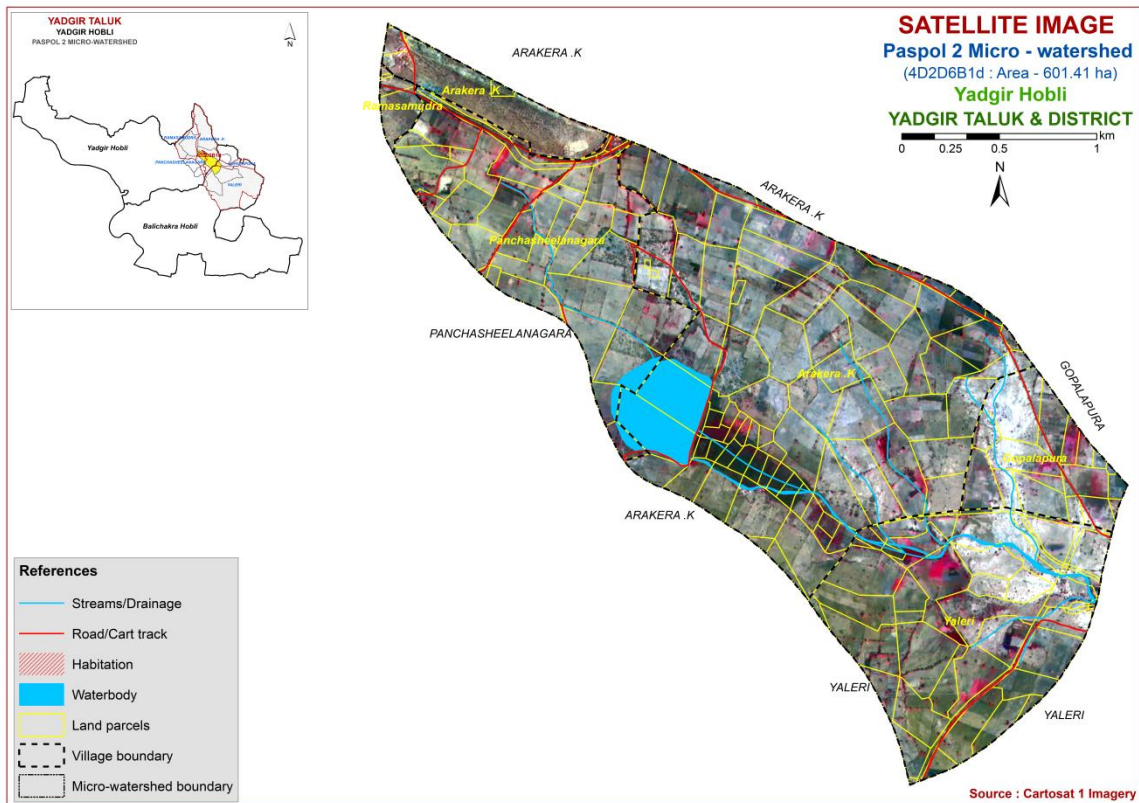 YADGIR TALUK
YADGIR HOBLI
PASPOL 2 MICRO-WATERSHED
N
Yadgir Hobli
ARAKERA .K
PANCHASHEELANAGARA
YALERI
Balichakra Hobli
SATELLITE IMAGE
Paspol 2 Micro - watershed
(4D2D6B1d : Area - 601.41 ha)
Yadgir Hobli
YADGIR TALUK & DISTRICT
km
0 0.25 0.5 1
N
ARAKERA .K
Arakera .K
Ramasamudra
ARAKERA .K
Panchasheelanagara
PANCHASHEELANAGARA
Arakera .K
GOPALAPURA
Gopalapura
ARAKERA .K
Yaleri
YALERI
YALERI
References
Streams/Drainage
Road/Cart track
Habitation
Waterbody
Land parcels
Village boundary
Micro-watershed boundary
Source : Cartosat 1 Imagery